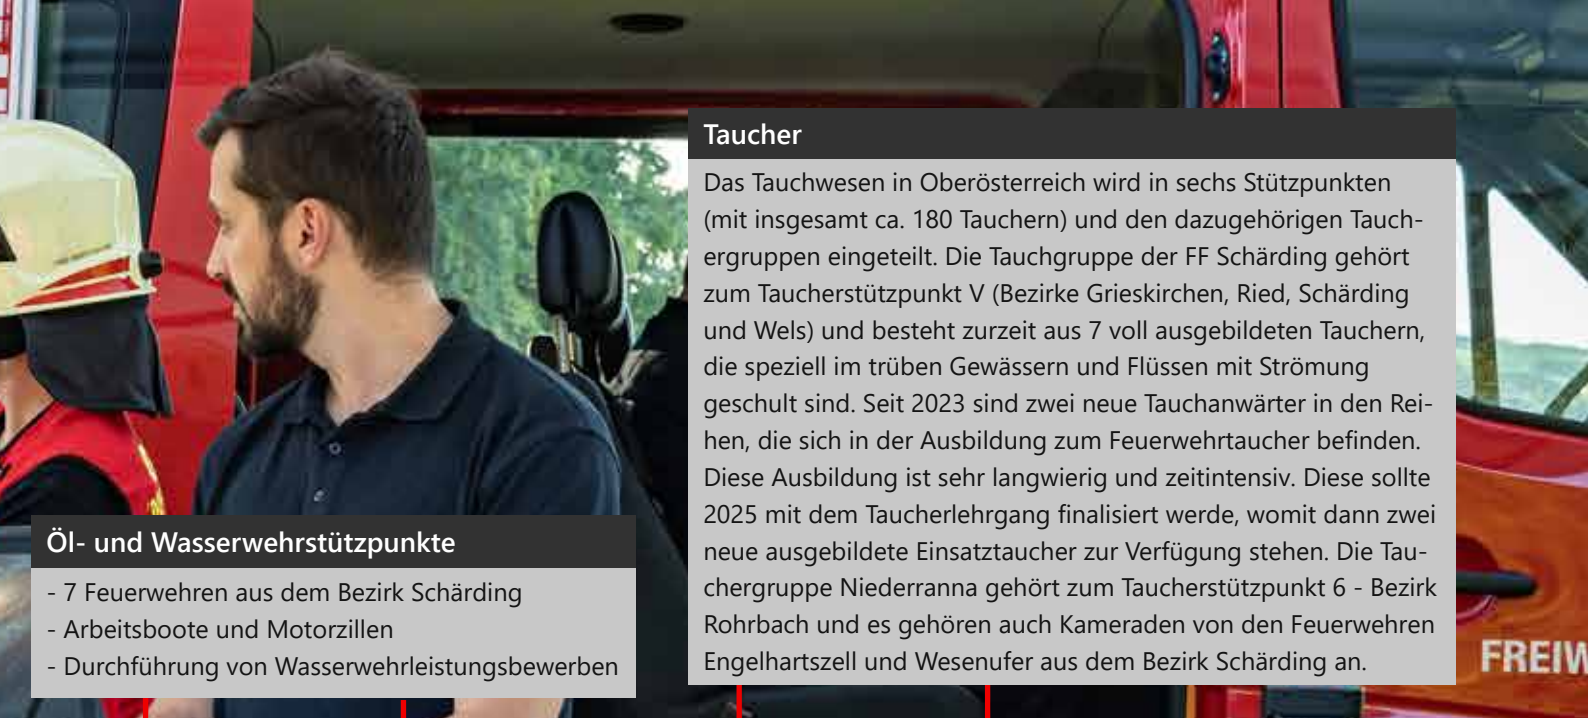 Taucher
Das Tauchwesen in Oberösterreich wird in sechs Stützpunkten
(mit insgesamt ca. 180 Tauchern) und den dazugehörigen Tauch-
ergruppen eingeteilt. Die Tauchgruppe der FF Schärding gehört
zum Taucherstützpunkt V (Bezirke Grieskirchen, Ried, Schärding
und Wels) und besteht zurzeit aus 7 voll ausgebildeten Tauchern,
die speziell im trüben Gewässern und Flüssen mit Strömung
geschult sind. Seit 2023 sind zwei neue Tauchanwärter in den Rei-
hen, die sich in der Ausbildung zum Feuerwehrtaucher befinden.
Diese Ausbildung ist sehr langwierig und zeitintensiv. Diese sollte
2025 mit dem Taucherlehrgang finalisiert werde, womit dann zwei
neue ausgebildete Einsatztaucher zur Verfügung stehen. Die Tau-
chergruppe Niederranna gehört zum Taucherstützpunkt 6 - Bezirk
Rohrbach und es gehören auch Kameraden von den Feuerwehren
Engelhartszell und Wesenufer aus dem Bezirk Schärding an.
Öl- und Wasserwehrstützpunkte
- 7 Feuerwehren aus dem Bezirk Schärding
- Arbeitsboote und Motorzillen
- Durchführung von Wasserwehrleistungsbewerben
FREIW